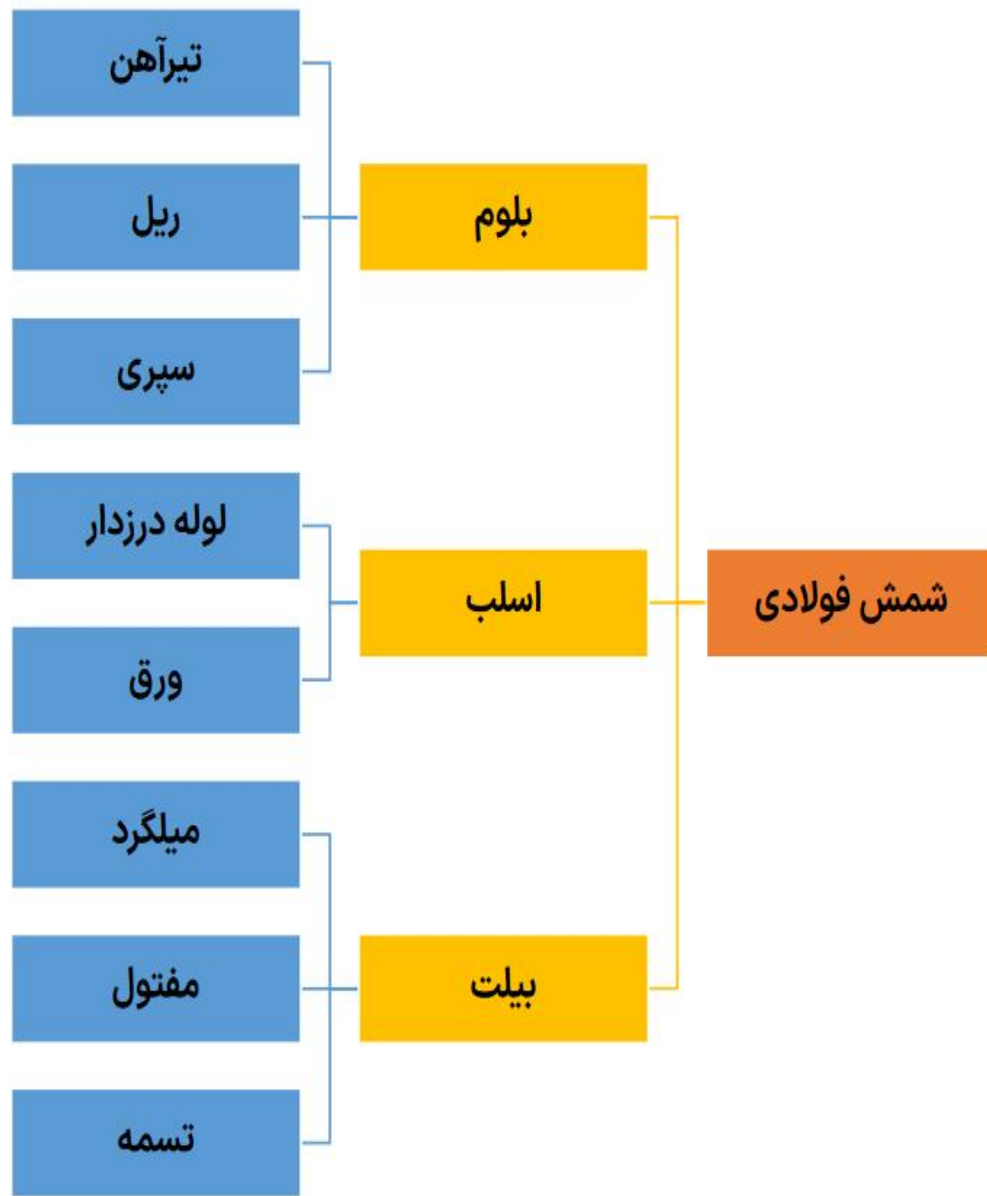 شمش فولادی
بلوم
تیرآهن
ریل
سپری
اسلب
لوله درزدار
ورق
بیلت
میلگرد
مفتول
تسمه